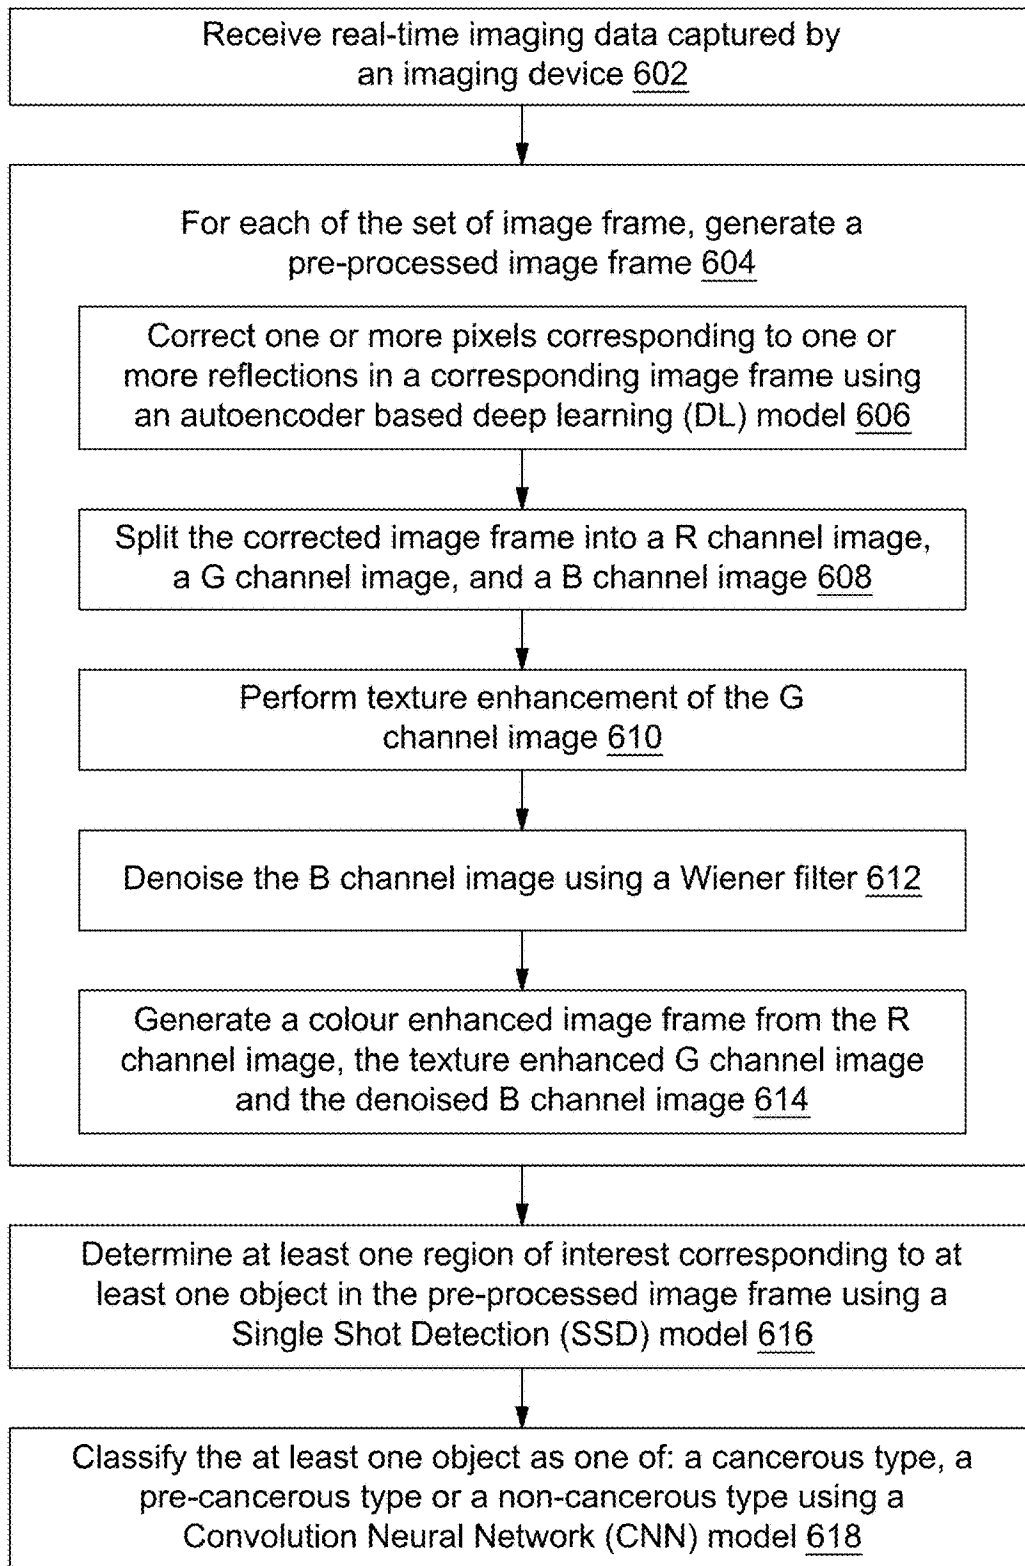 Receive real-time imaging data captured by
an imaging device 602
For each of the set of image frame, generate a
pre-processed image frame 604
Correct one or more pixels corresponding to one or
more reflections in a corresponding image frame using
an autoencoder based deep learning (DL) model 606
Split the corrected image frame into a R channel image,
a G channel image, and a B channel image 608
Perform texture enhancement of the G
channel image 610
Denoise the B channel image using a Wiener filter 612
Generate a colour enhanced image frame from the R
channel image, the texture enhanced G channel image
and the denoised B channel image 614
Determine at least one region of interest corresponding to at
least one object in the pre-processed image frame using a
Single Shot Detection (SSD) model 616
Classify the at least one object as one of: a cancerous type, a
pre-cancerous type or a non-cancerous type using a
Convolution Neural Network (CNN) model 618